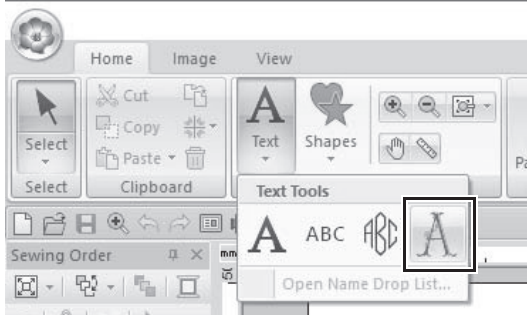 Home Image View
Cut
Copy
Paste
Select
Text
Shapes
Select
Clipboard
Text Tools
A ABC ABC A
Open Name Drop List...
Sewing Order